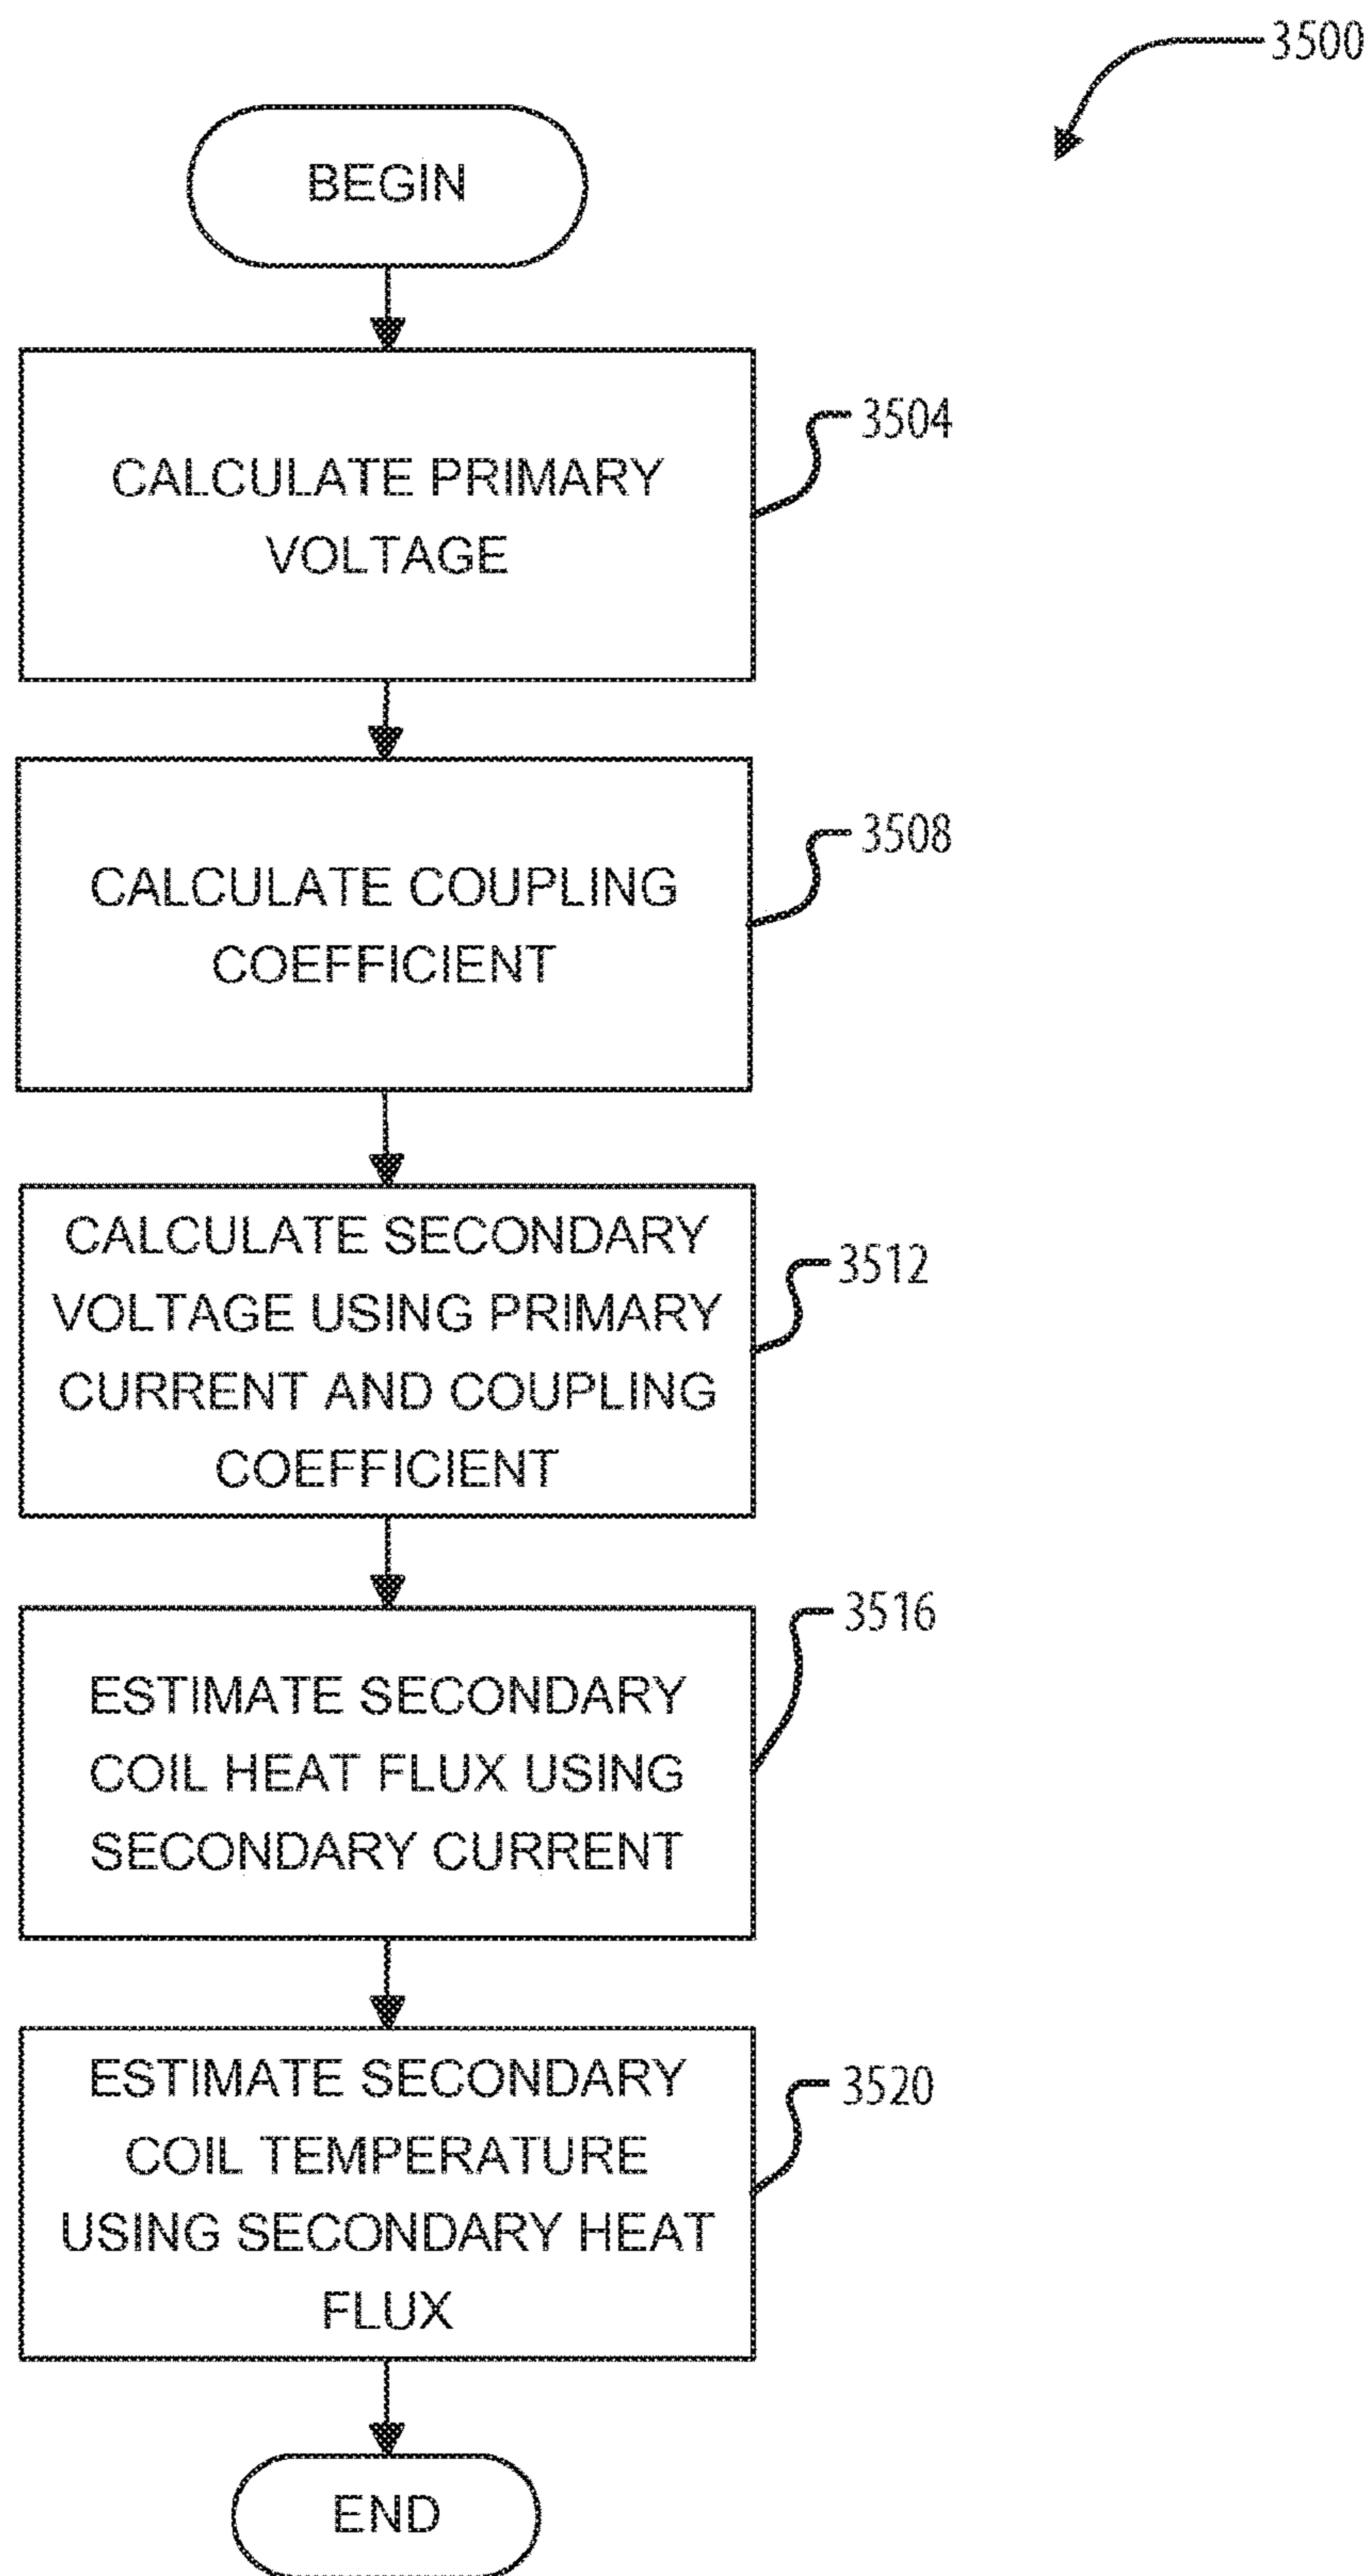 3500
BEGIN
CALCULATE PRIMARY
VOLTAGE
3504
CALCULATE COUPLING
COEFFICIENT
3508
CALCULATE SECONDARY
VOLTAGE USING PRIMARY
CURRENT AND COUPLING
COEFFICIENT
3512
ESTIMATE SECONDARY
COIL HEAT FLUX USING
SECONDARY CURRENT
3516
ESTIMATE SECONDARY
COIL TEMPERATURE
USING SECONDARY HEAT
FLUX
3520
END